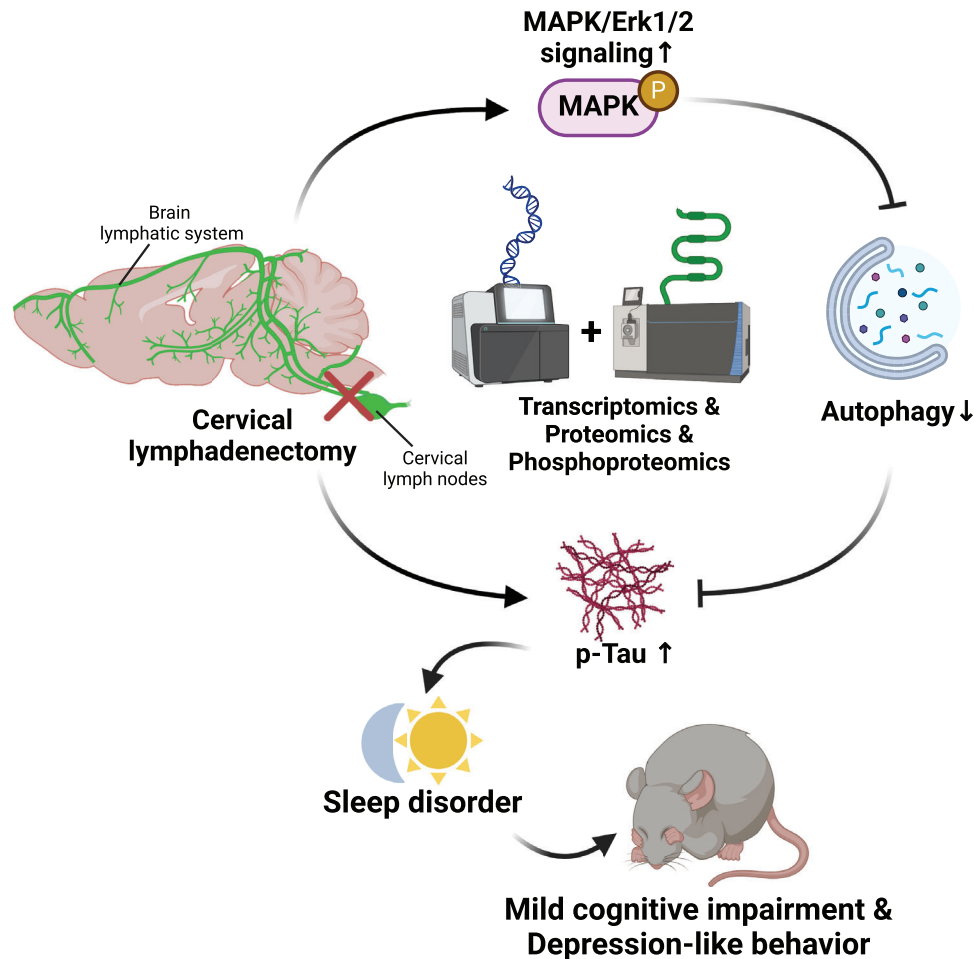 MAPK/Erk1/2
signaling↑
MAPK
P
Brain
lymphatic system
+
Cervical
lymphadenectomy
Cervical
lymph nodes
Transcriptomics &
Proteomics &
Phosphoproteomics
Autophagy↓
p-Tau ↑
Sleep disorder
Mild cognitive impairment &
Depression-like behavior